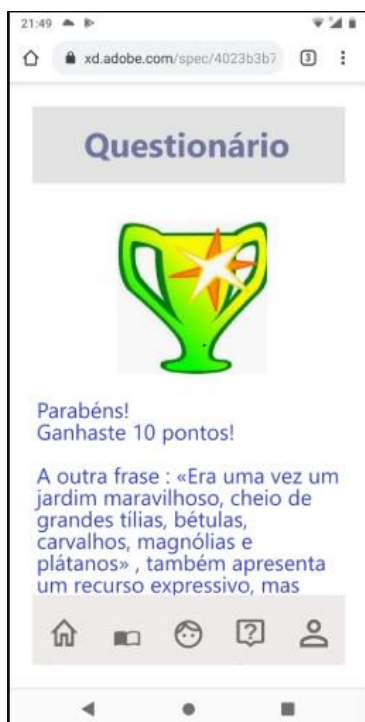 21:49
xd.adobe.com/spec/4023b3b7
3
Questionário
Parabéns!
Ganhaste 10 pontos!
A outra frase : «Era uma vez um
jardim maravilhoso, cheio de
grandes tílias, bétulas,
carvalhos, magnólias e
plátanos» , também apresenta
um recurso expressivo, mas
?